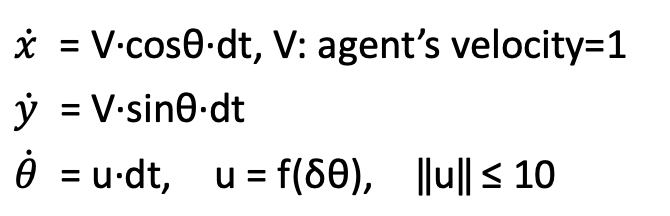 ẋ = V·cosθ·dt, V: agent's velocity=1
ẏ = V·sinθ·dt
θ̇ = u·dt, u = f(δθ), ‖u‖ ≤ 10